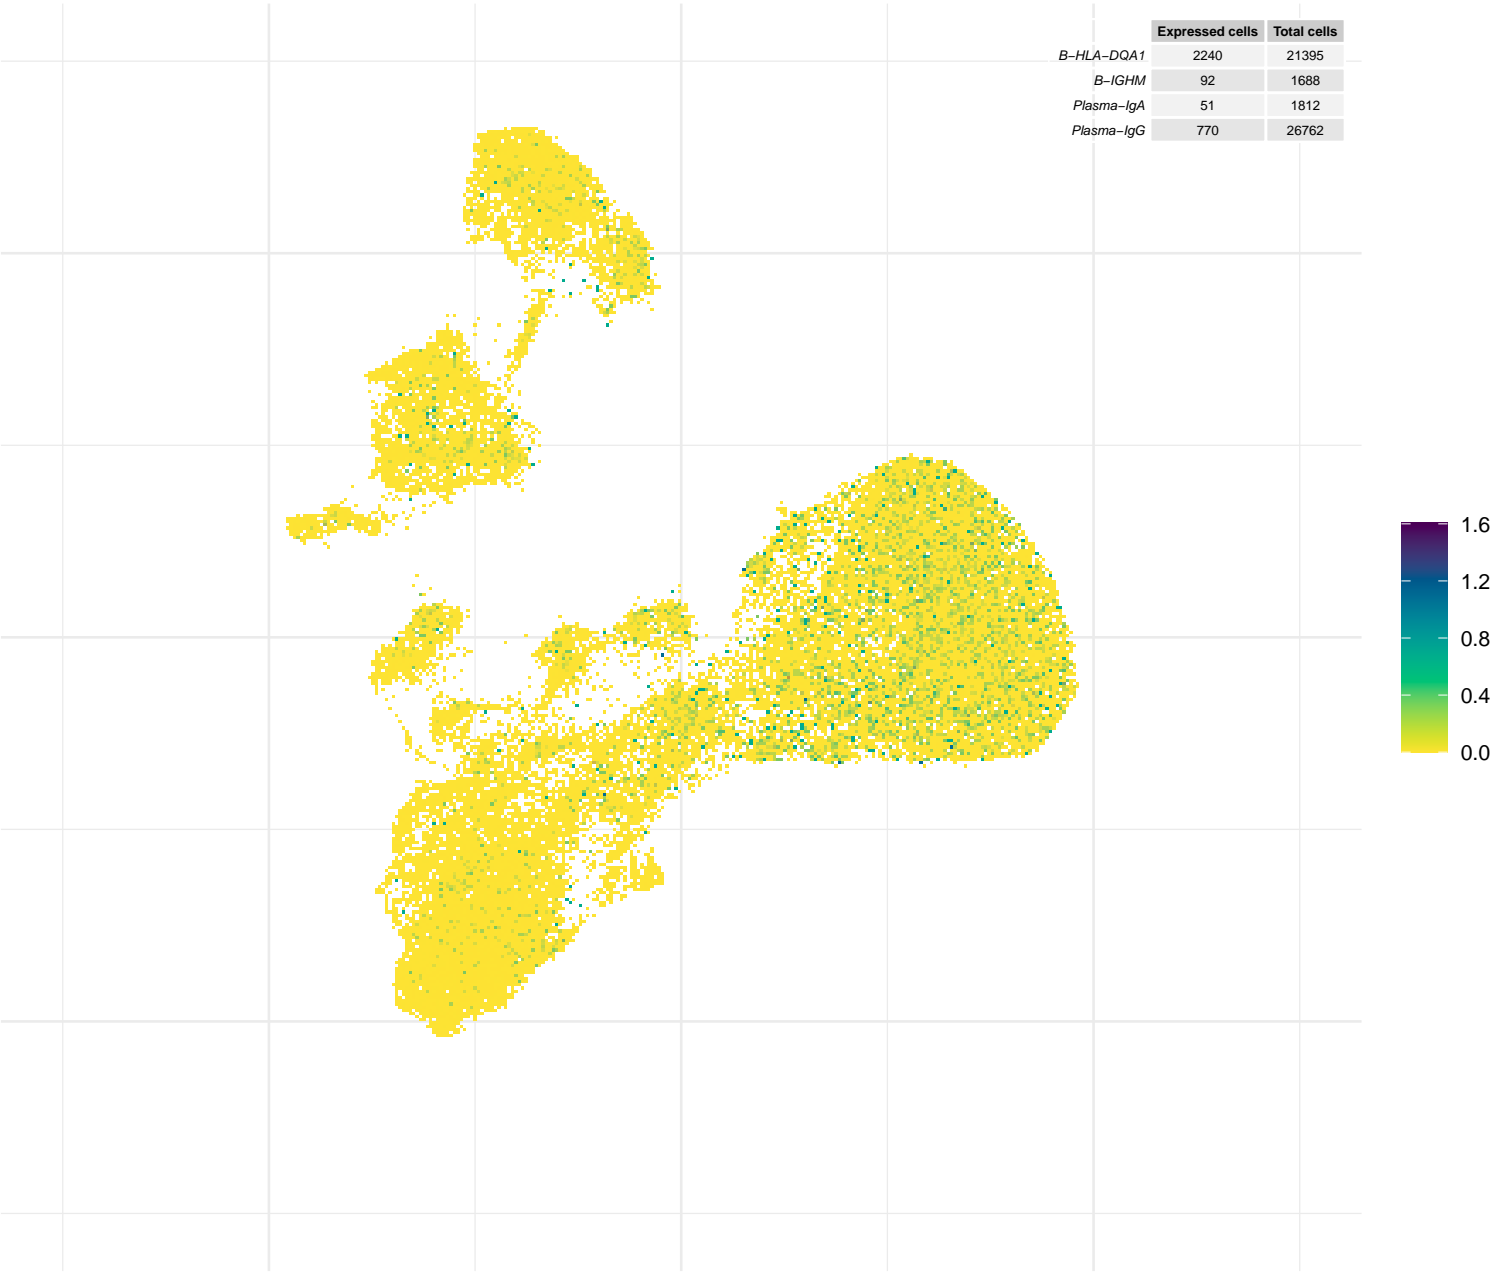 Expressed cells Total cells
B−HLA−DQA1 2240 21395
B−IGHM 92 1688
Plasma−IgA 51 1812
Plasma−IgG 770 26762
1.6
1.2
0.8
0.4
0.0